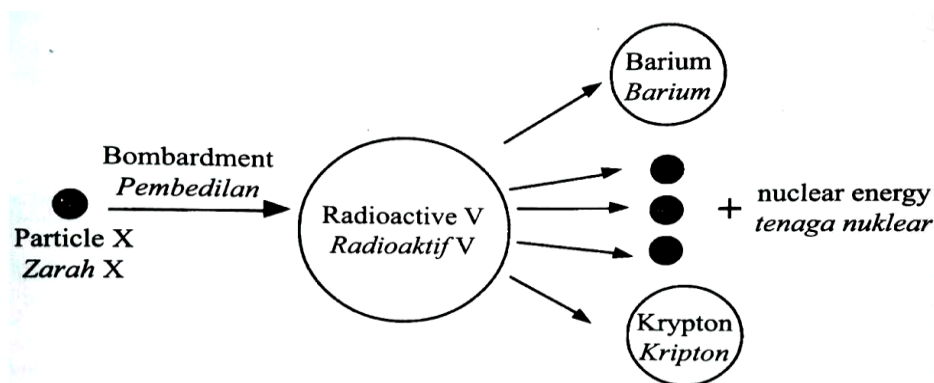 Barium
Barium
Bombardment
Pembedilan
Particle X
Zarah X
Radioactive V
Radioaktif V
+
nuclear energy
tenaga nuklear
Krypton
Kripton